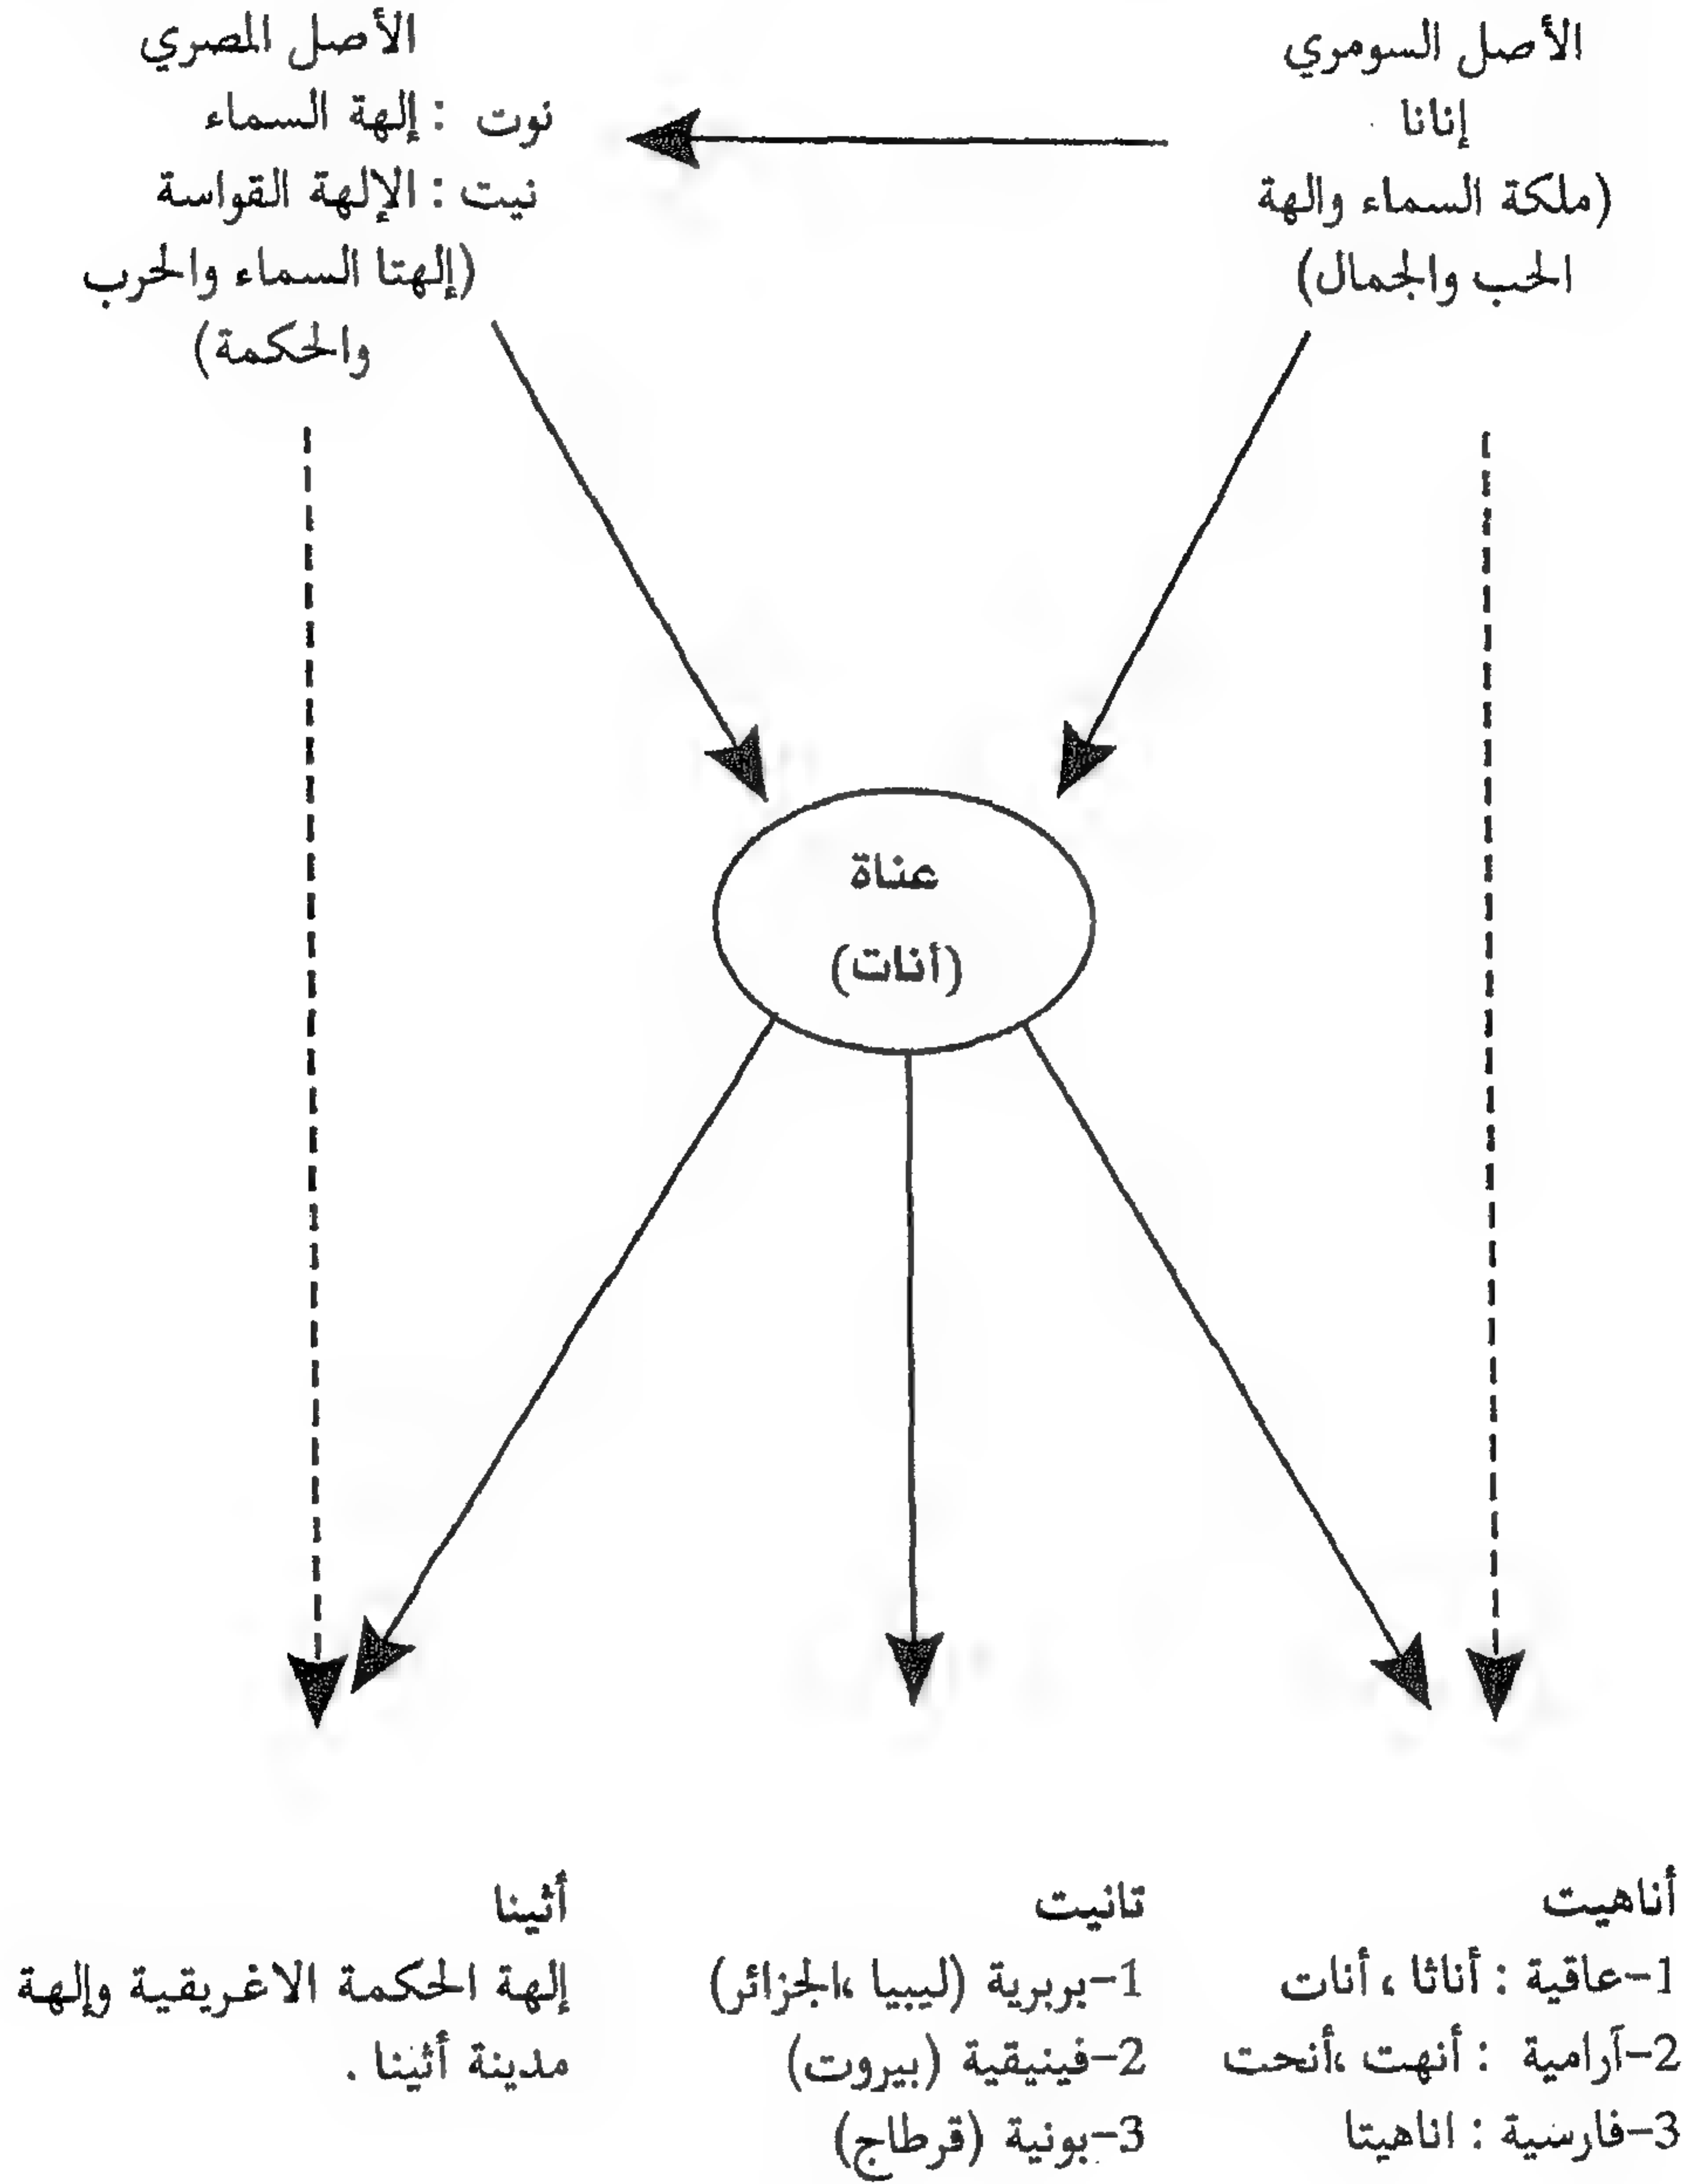 الأصل السومري
إنانا
(ملكة السماء والهة
الحب والجمال)
الأصل المصري
نوت : إلهة السماء
نيت : الإلهة القواسة
(إلهتا السماء والحرب
والحكمة)
عناة
(أنات)
أناهيت
1-عاقية : أناثا ، أنات
2-آرامية : أنهت ،أنحت
3-فارسية : اناهيتا
تانيت
1-بربرية (ليبيا ،الجزائر)
2-فينيقية (بيروت)
3-بونية (قرطاج)
أثينا
إلهة الحكمة الاغريقية وإلهة
مدينة أثينا .